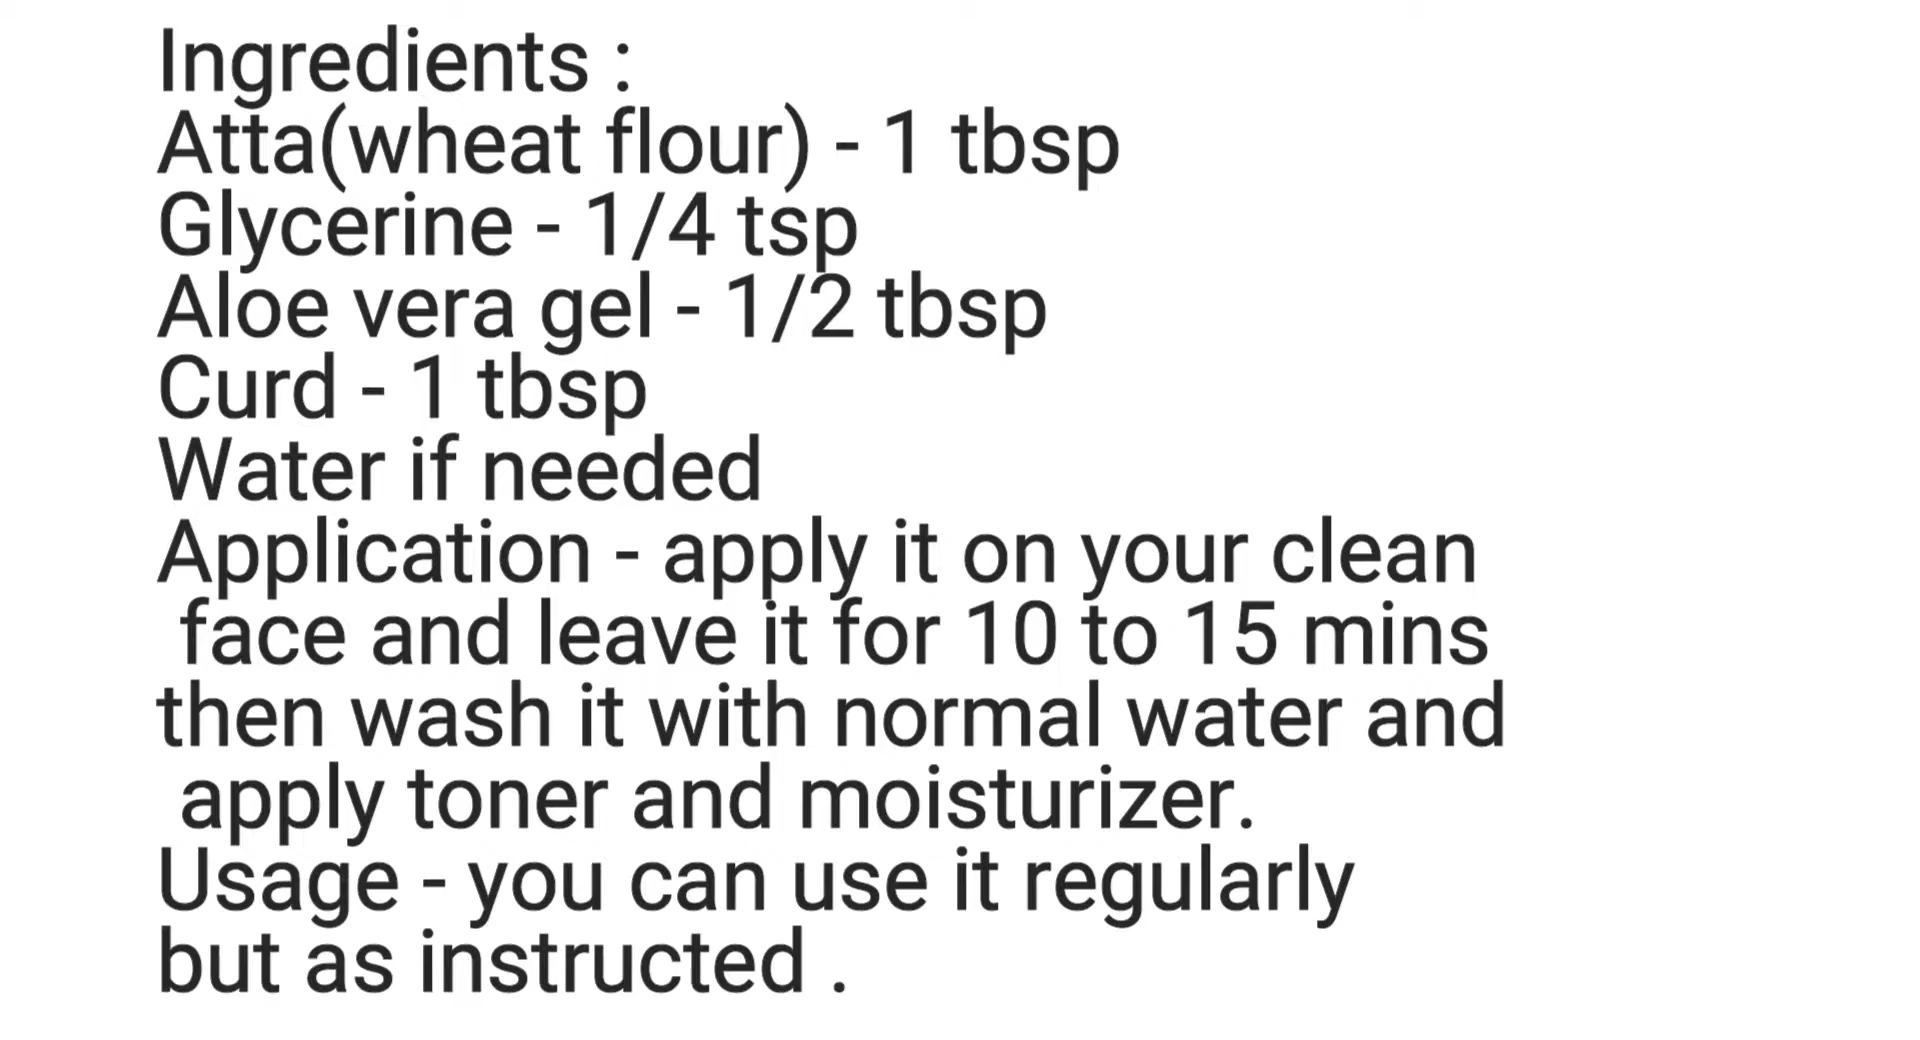 Ingredients :
Atta(wheat flour) - 1 tbsp
Glycerine - 1/4 tsp
Aloe vera gel - 1/2 tbsp
Curd - 1 tbsp
Water if needed
Application - apply it on your clean
face and leave it for 10 to 15 mins
then wash it with normal water and
apply toner and moisturizer.
Usage - you can use it regularly
but as instructed .